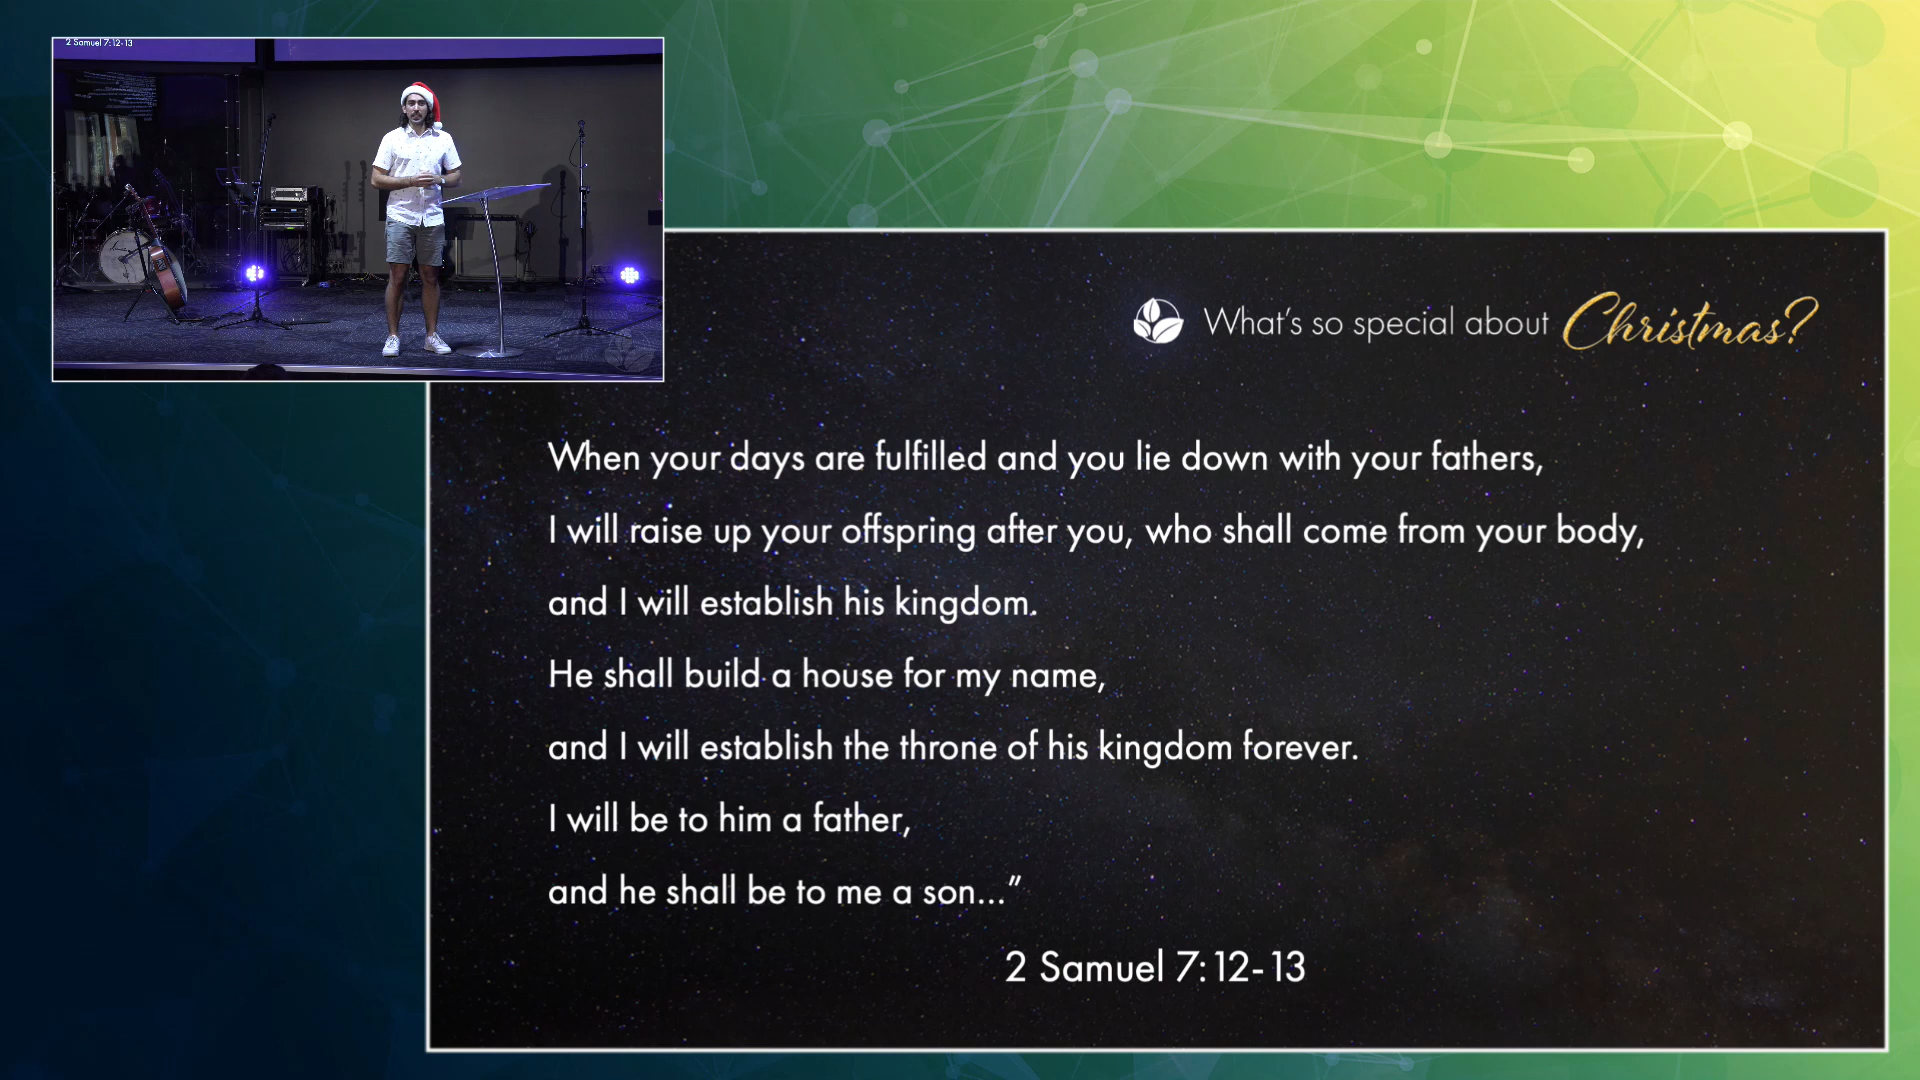 2 Samuel 7:12-13
What's so special about Christmas?
When your days are fulfilled and you lie down with your fathers,
I will raise up your offspring after you, who shall come from your body,
and I will establish his kingdom.
He shall build a house for my name,
and I will establish the throne of his kingdom forever.
I will be to him a father,
and he shall be to me a son...”
2 Samuel 7:12-13